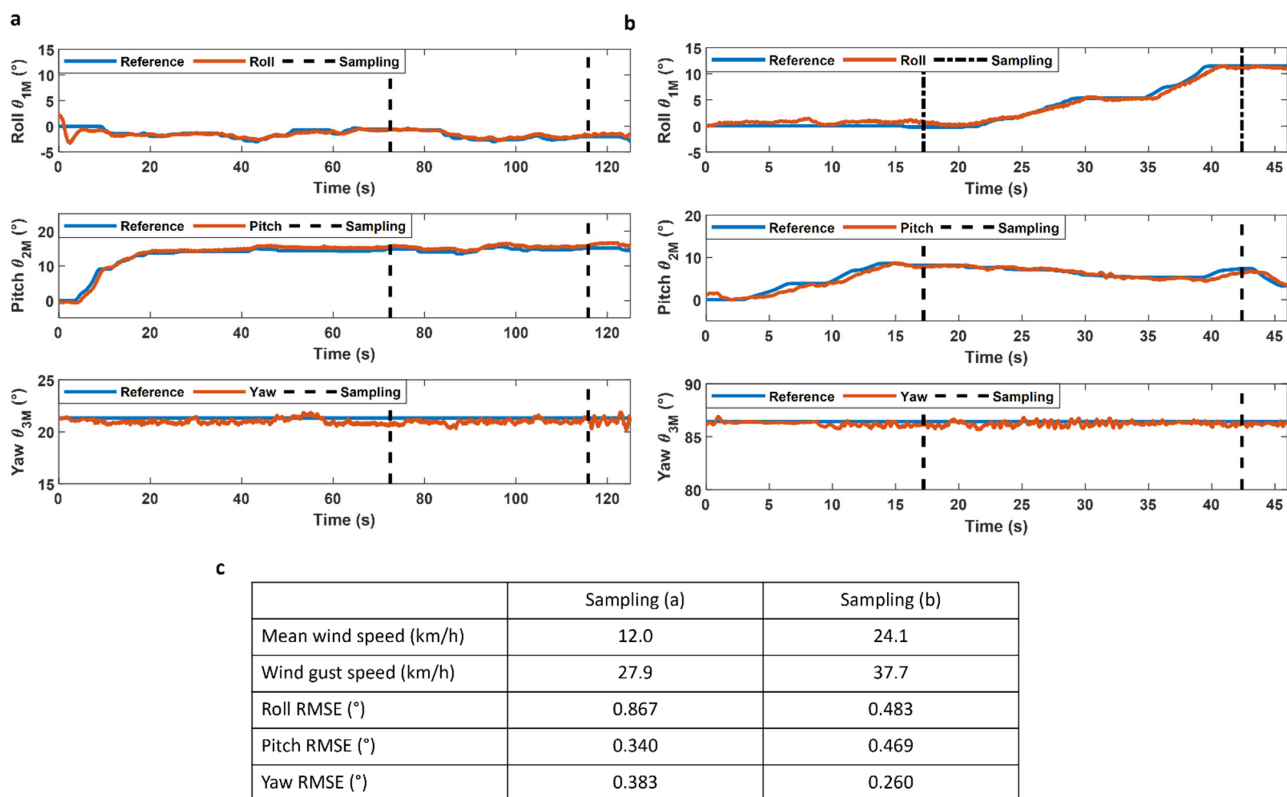 a
Reference Roll Sampling
Roll θ1M (°)
15
10
5
0
-5
0 20 40 60 80 100 120
Time (s)
Reference Pitch Sampling
Pitch θ2M (°)
20
10
0
0 20 40 60 80 100 120
Time (s)
Reference Yaw Sampling
Yaw θ3M (°)
25
20
15
0 20 40 60 80 100 120
Time (s)
b
Reference Roll Sampling
Roll θ1M (°)
15
10
5
0
-5
0 5 10 15 20 25 30 35 40 45
Time (s)
Reference Pitch Sampling
Pitch θ2M (°)
20
10
0
0 5 10 15 20 25 30 35 40 45
Time (s)
Reference Yaw Sampling
Yaw θ3M (°)
90
85
80
0 5 10 15 20 25 30 35 40 45
Time (s)
c
Sampling (a) Sampling (b)
Mean wind speed (km/h) 12.0 24.1
Wind gust speed (km/h) 27.9 37.7
Roll RMSE (°) 0.867 0.483
Pitch RMSE (°) 0.340 0.469
Yaw RMSE (°) 0.383 0.260